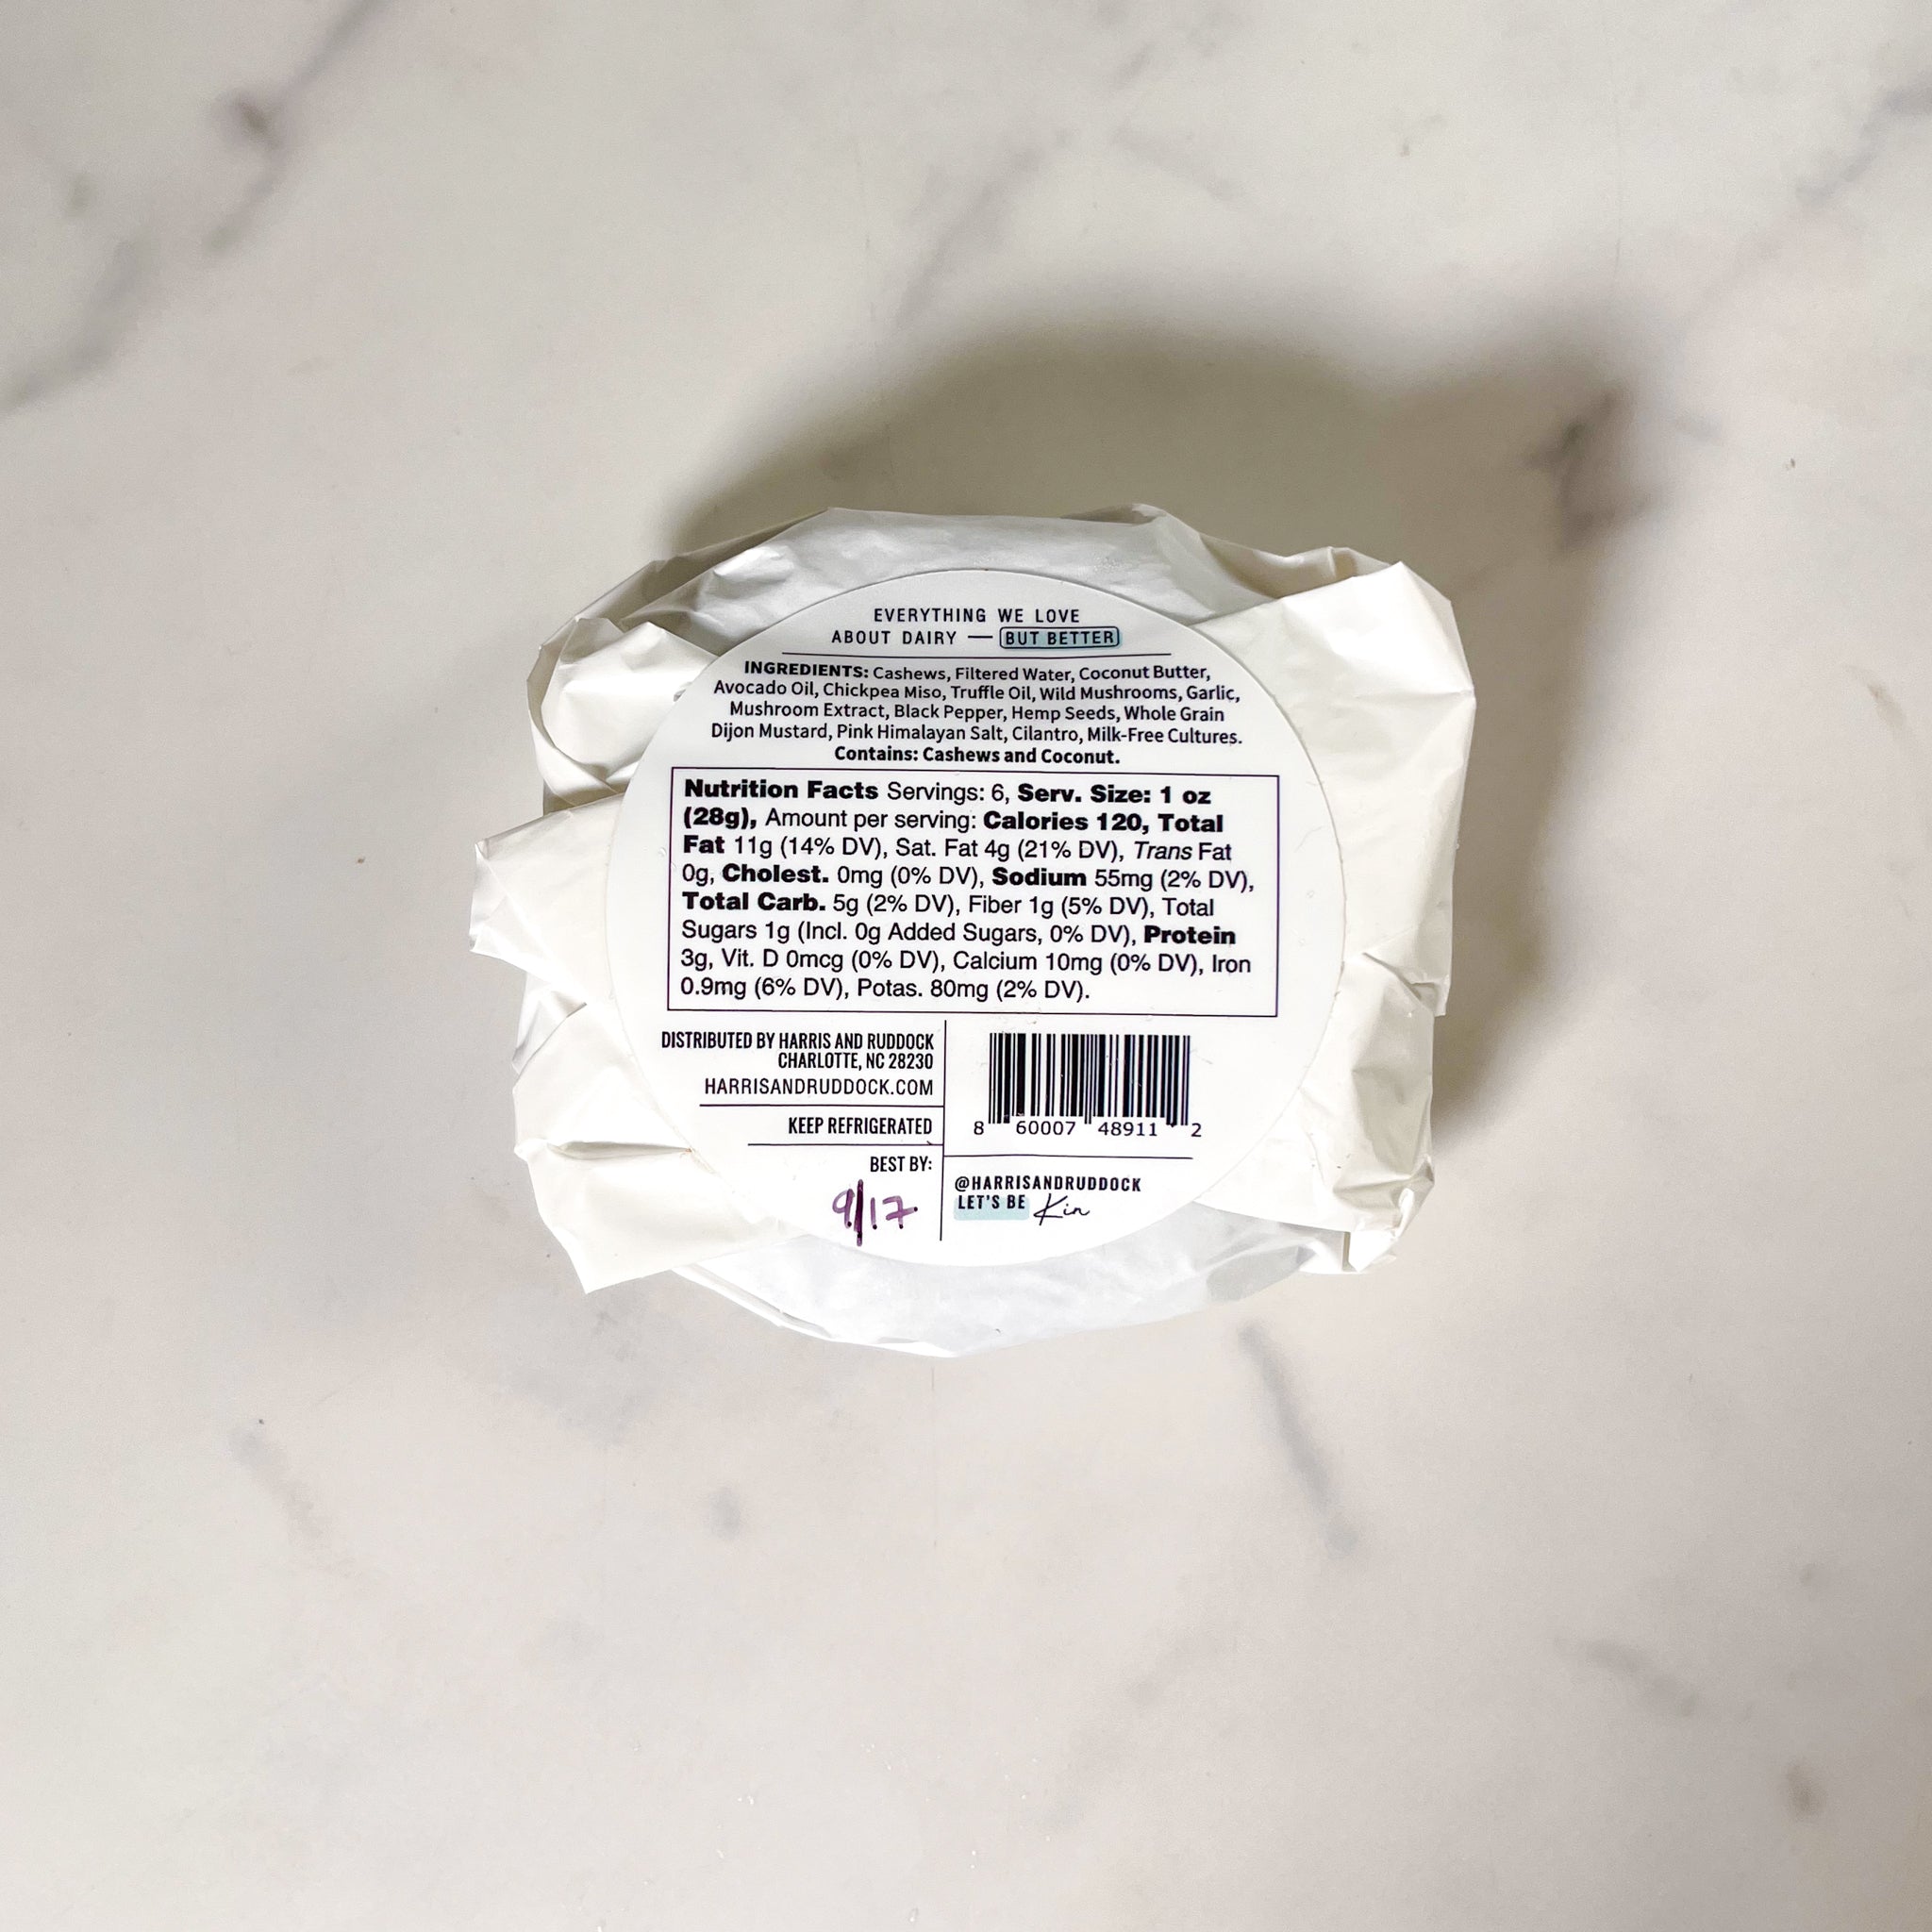 EVERYTHING WE LOVE
ABOUT DAIRY — BUT BETTER
INGREDIENTS: Cashews, Filtered Water, Coconut Butter,
Avocado Oil, Chickpea Miso, Truffle Oil, Wild Mushrooms, Garlic,
Mushroom Extract, Black Pepper, Hemp Seeds, Whole Grain
Dijon Mustard, Pink Himalayan Salt, Cilantro, Milk-Free Cultures.
Contains: Cashews and Coconut.
Nutrition Facts Servings: 6, Serv. Size: 1 oz
(28g), Amount per serving: Calories 120, Total
Fat 11g (14% DV), Sat. Fat 4g (21% DV), Trans Fat
0g, Cholest. 0mg (0% DV), Sodium 55mg (2% DV),
Total Carb. 5g (2% DV), Fiber 1g (5% DV), Total
Sugars 1g (Incl. 0g Added Sugars, 0% DV), Protein
3g, Vit. D 0mcg (0% DV), Calcium 10mg (0% DV), Iron
0.9mg (6% DV), Potas. 80mg (2% DV).
DISTRIBUTED BY HARRIS AND RUDDOCK
CHARLOTTE, NC 28230
HARRISANDRUDDOCK.COM
KEEP REFRIGERATED
BEST BY:
9/17
8 60007 48911 2
@HARRISANDRUDDOCK
LET'S BE Kin